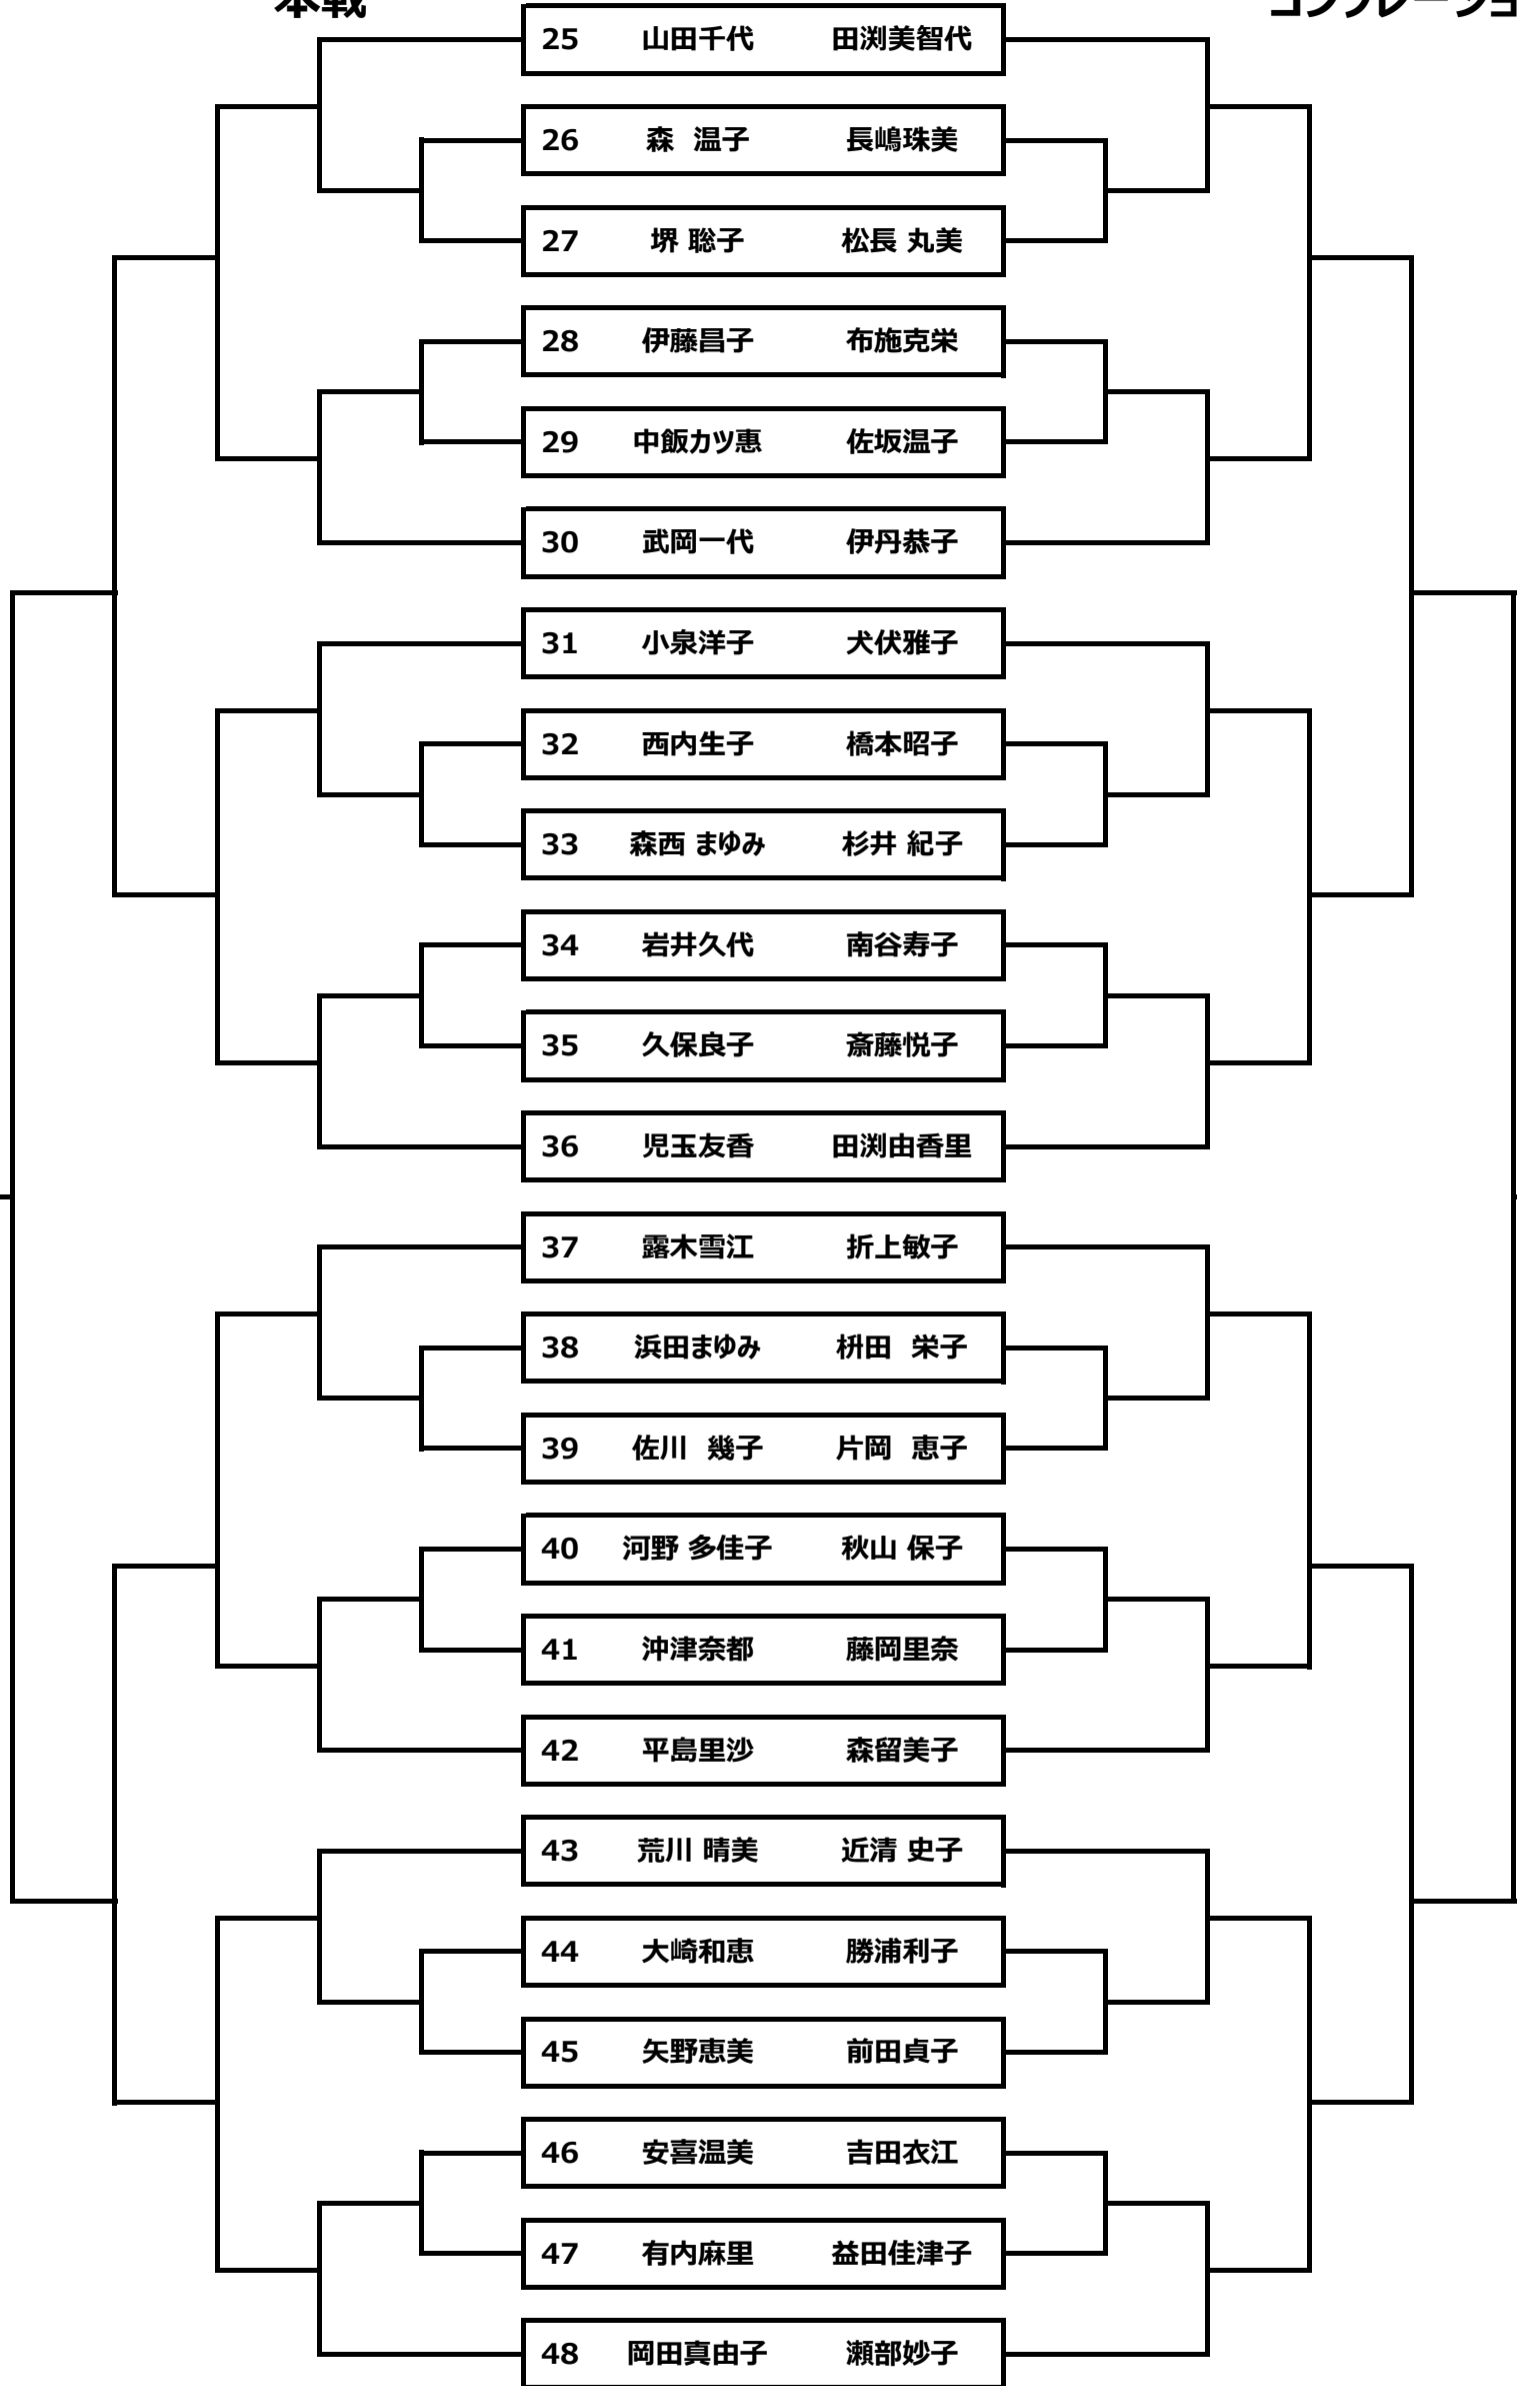 本戦 コンソレーショ
25 山田千代 田渕美智代
26 森 温子 長嶋珠美
27 堺 聡子 松長 丸美
28 伊藤昌子 布施克栄
29 中飯カツ惠 佐坂温子
30 武岡一代 伊丹恭子
31 小泉洋子 犬伏雅子
32 西内生子 橋本昭子
33 森西 まゆみ 杉井 紀子
34 岩井久代 南谷寿子
35 久保良子 斎藤悦子
36 児玉友香 田渕由香里
37 露木雪江 折上敏子
38 浜田まゆみ 枡田 栄子
39 佐川 幾子 片岡 恵子
40 河野 多佳子 秋山 保子
41 沖津奈都 藤岡里奈
42 平島里沙 森留美子
43 荒川 晴美 近清 史子
44 大崎和恵 勝浦利子
45 矢野恵美 前田貞子
46 安喜温美 吉田衣江
47 有内麻里 益田佳津子
48 岡田真由子 瀬部妙子